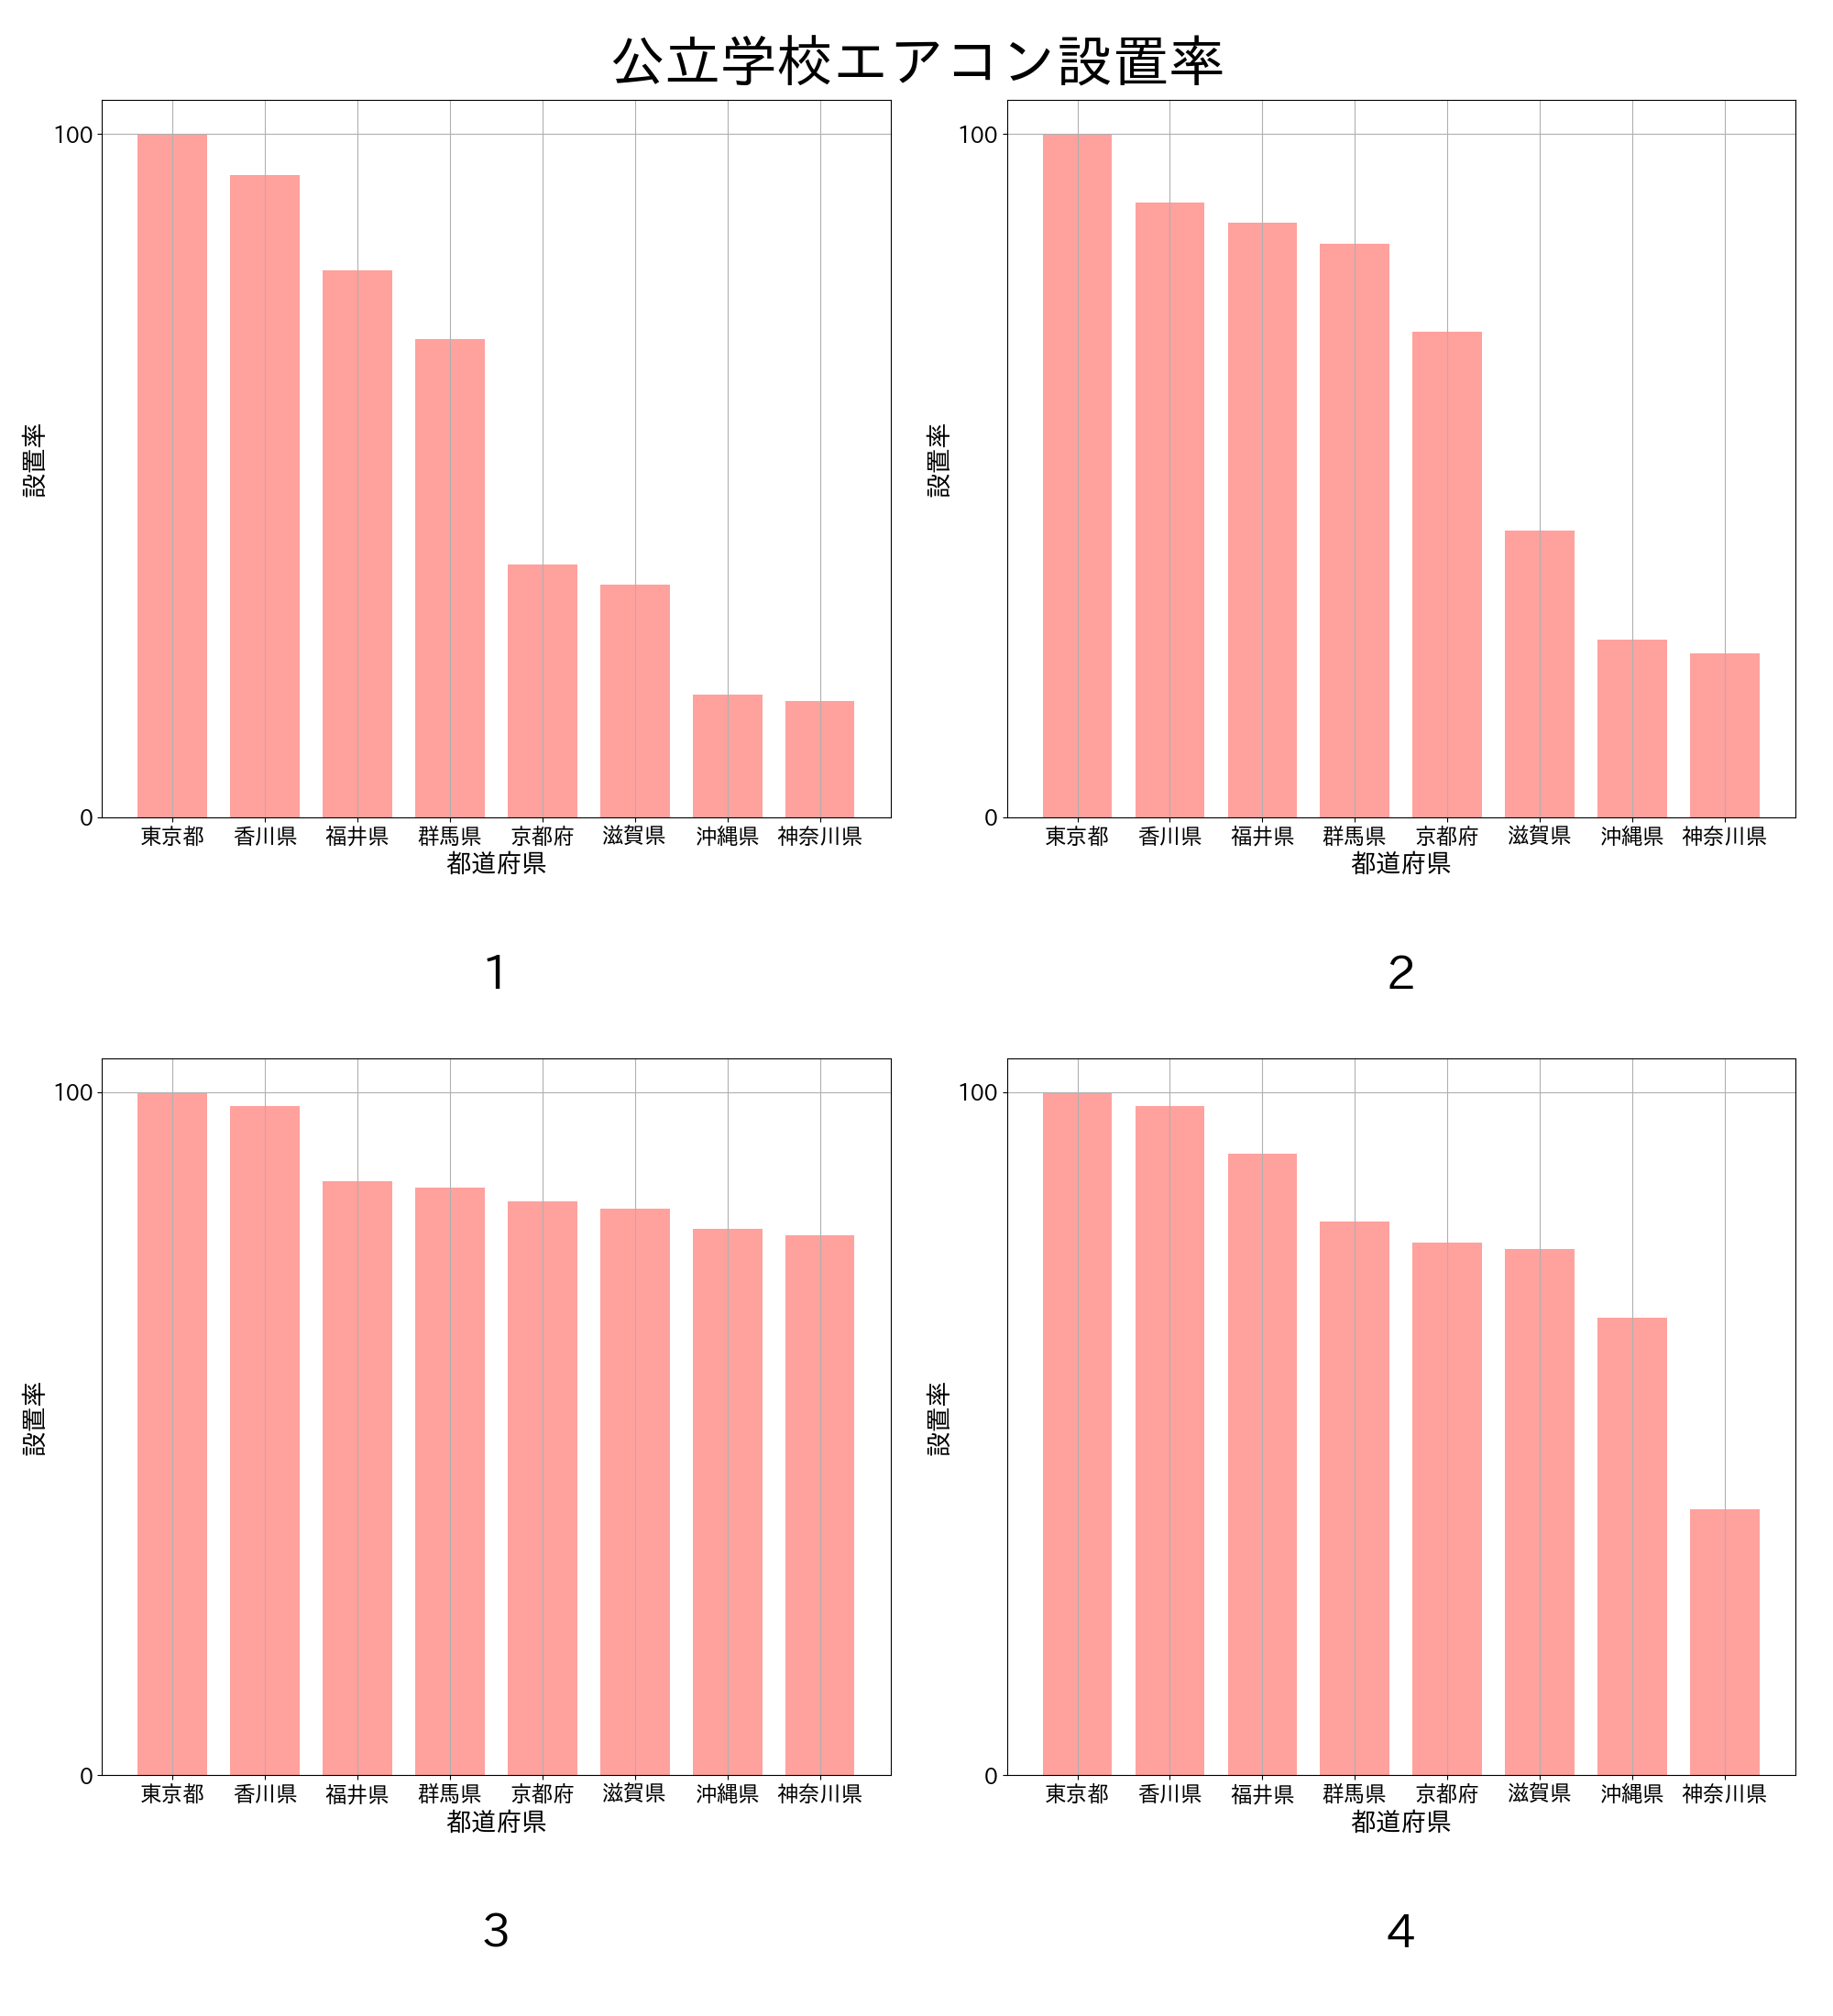 公立学校エアコン設置率
100
0
設置率
東京都 香川県 福井県 群馬県 京都府 滋賀県 沖縄県 神奈川県
都道府県
1
100
0
設置率
東京都 香川県 福井県 群馬県 京都府 滋賀県 沖縄県 神奈川県
都道府県
2
100
0
設置率
東京都 香川県 福井県 群馬県 京都府 滋賀県 沖縄県 神奈川県
都道府県
3
100
0
設置率
東京都 香川県 福井県 群馬県 京都府 滋賀県 沖縄県 神奈川県
都道府県
4